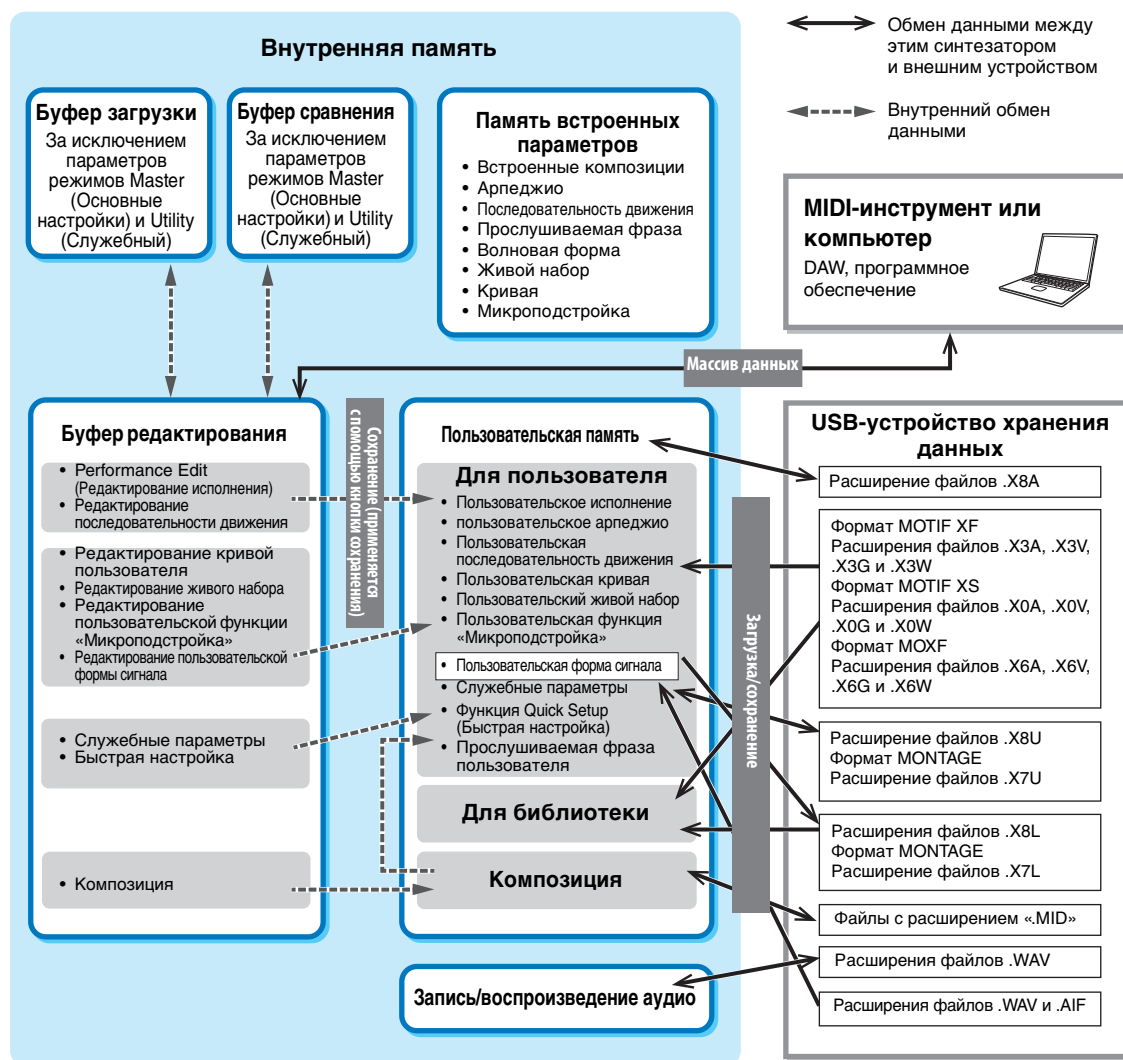 Внутренняя память
Обмен данными между
этим синтезатором
и внешним устройством
Внутренний обмен
данными
Буфер загрузки
За исключением
параметров
режимов Master
(Основные
настройки) и Utility
(Служебный)
Буфер сравнения
За исключением
параметров
режимов Master
(Основные
настройки) и Utility
(Служебный)
Память встроенных
параметров
• Встроенные композиции
• Арпеджио
• Последовательность движения
• Прослушиваемая фраза
• Волновая форма
• Живой набор
• Кривая
• Микроподстройка
MIDI-инструмент или
компьютер
DAW, программное
обеспечение
Массив данных
Буфер редактирования
• Performance Edit
(Редактирование исполнения)
• Редактирование
последовательности движения
• Редактирование кривой
пользователя
• Редактирование живого набора
• Редактирование
пользовательской функции
«Микроподстройка»
• Редактирование пользовательской
формы сигнала
• Служебные параметры
• Быстрая настройка
• Композиция
Сохранение (применяется
с помощью кнопки сохранения)
Пользовательская память
Для пользователя
• Пользовательское исполнение
• пользовательское арпеджио
• Пользовательская
последовательность движения
• Пользовательская кривая
• Пользовательский живой набор
• Пользовательская функция
«Микроподстройка»
• Пользовательская форма сигнала
• Служебные параметры
• Функция Quick Setup
(Быстрая настройка)
• Прослушиваемая фраза
пользователя
Для библиотеки
Композиция
Запись/воспроизведение аудио
Загрузка/сохранение
USB-устройство хранения
данных
Расширение файлов .X8A
Формат MOTIF XF
Расширения файлов .X3A, .X3V,
.X3G и .X3W
Формат MOTIF XS
Расширения файлов .X0A, .X0V,
.X0G и .X0W
Формат MOXF
Расширения файлов .X6A, .X6V,
.X6G и .X6W
Расширение файлов .X8U
Формат MONTAGE
Расширение файлов .X7U
Расширения файлов .X8L
Формат MONTAGE
Расширение файлов .X7L
Файлы с расширением «.MID»
Расширения файлов .WAV
Расширения файлов .WAV и .AIF